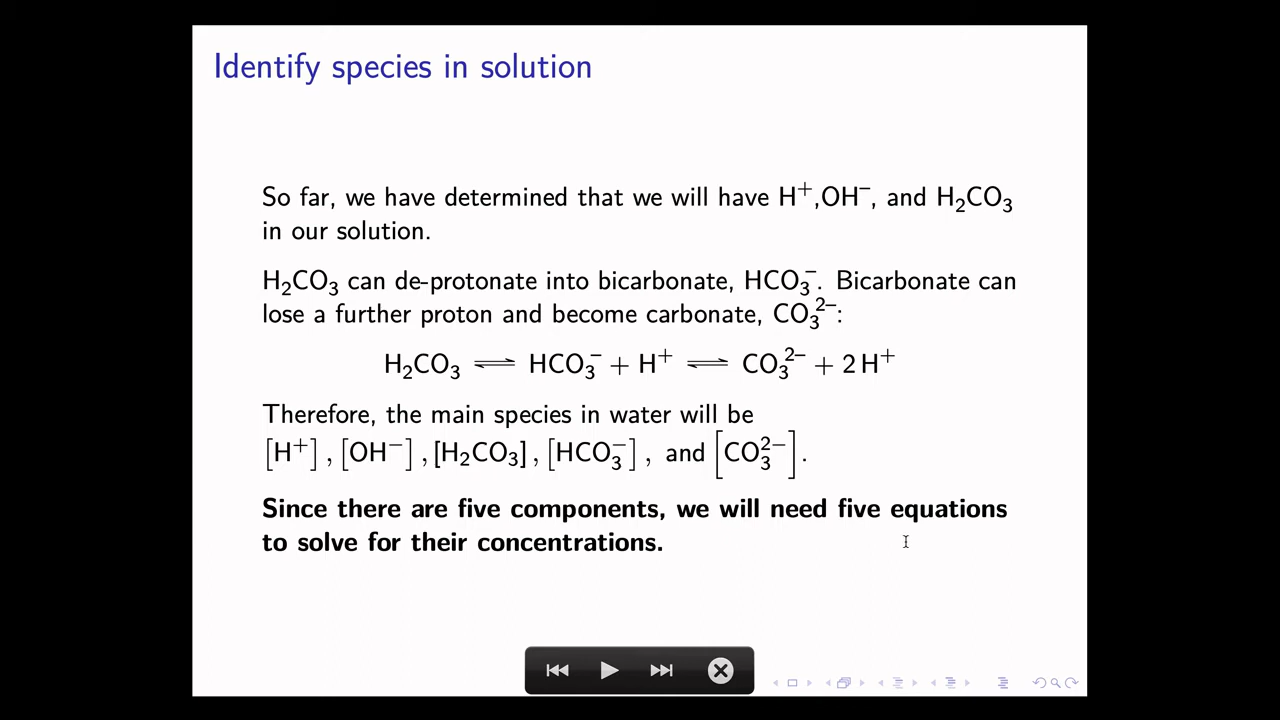 Identify species in solution
So far, we have determined that we will have H⁺,OH⁻, and H₂CO₃
in our solution.
H₂CO₃ can de-protonate into bicarbonate, HCO₃⁻. Bicarbonate can
lose a further proton and become carbonate, CO₃²⁻:
H₂CO₃ ⇌ HCO₃⁻ + H⁺ ⇌ CO₃²⁻ + 2 H⁺
Therefore, the main species in water will be
[H⁺] , [OH⁻] , [H₂CO₃] , [HCO₃⁻] , and [CO₃²⁻].
Since there are five components, we will need five equations
to solve for their concentrations.